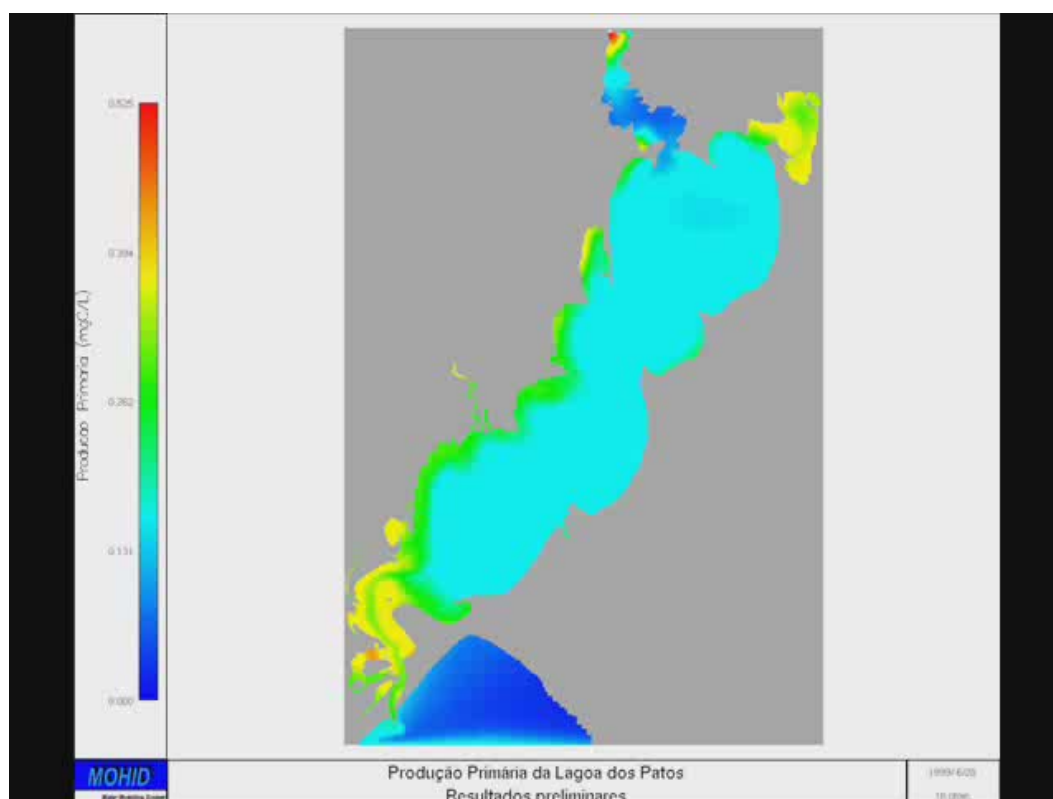 0.525
0.394
0.262
0.131
0.000
Producao Primaria (mgC/L)
MOHID
Produção Primária da Lagoa dos Patos
Resultados preliminares